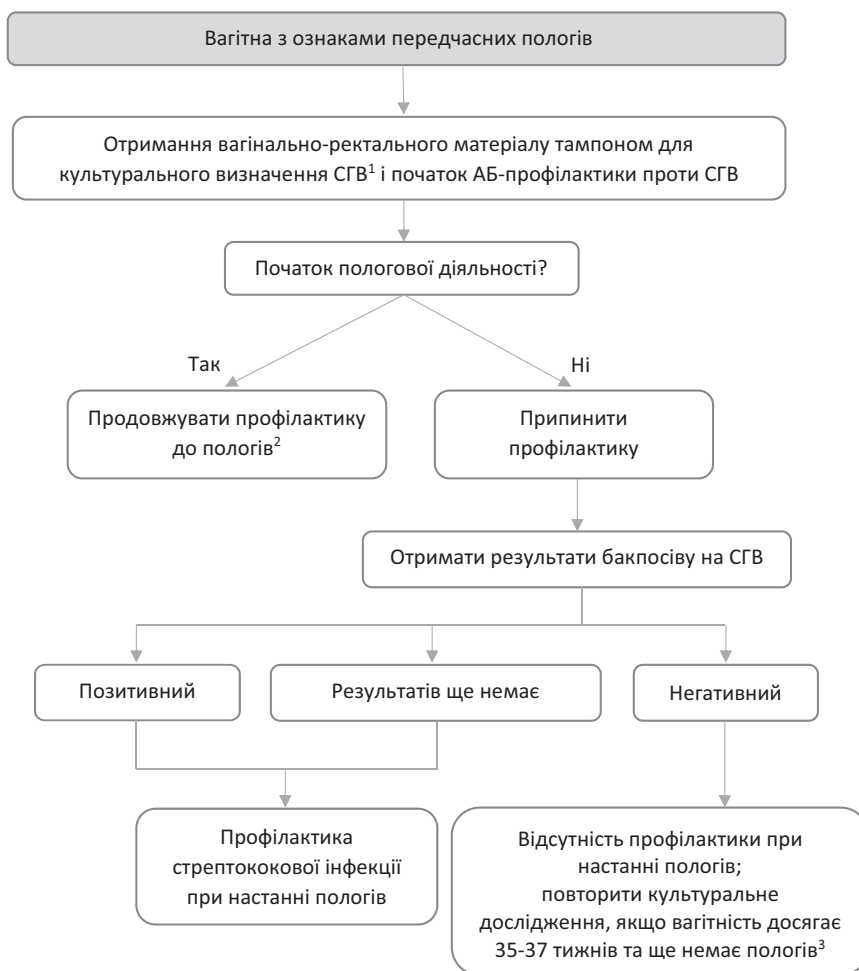 Вагітна з ознаками передчасних пологів
Отримання вагінально-ректального матеріалу тампоном для
культурального визначення СГВ¹ і початок АБ-профілактики проти СГВ
Початок пологової діяльності?
Так
Ні
Продовжувати профілактику
до пологів²
Припинити
профілактику
Отримати результати бакпосіву на СГВ
Позитивний
Результатів ще немає
Негативний
Профілактика
стрептококової інфекції
при настанні пологів
Відсутність профілактики при
настанні пологів;
повторити культуральне
дослідження, якщо вагітність досягає
35-37 тижнів та ще немає пологів³